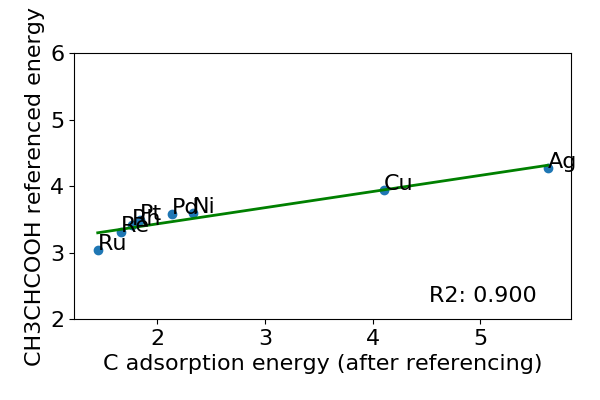 CH3CHCOOH referenced energy
6
5
4
3
2
Ag
Cu
Ni
Pd
Pt
Rh
Re
Ru
R2: 0.900
2
3
4
5
C adsorption energy (after referencing)